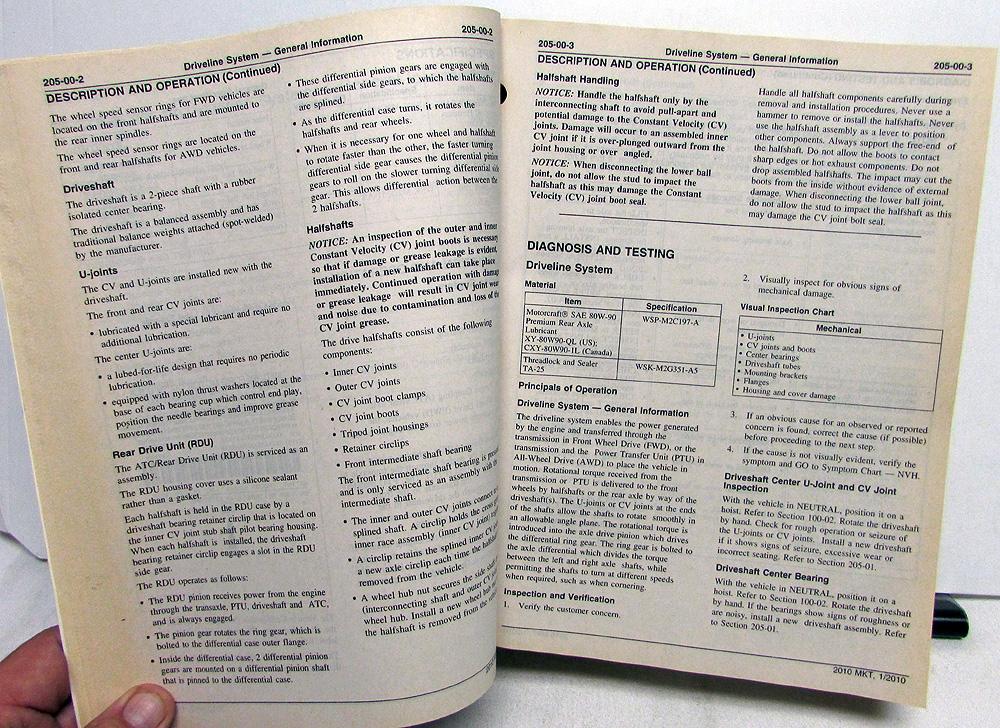 205-00-2
Driveline System — General Information
205-00-2
DESCRIPTION AND OPERATION (Continued)
The wheel speed sensor rings for FWD vehicles are
located on the front halfshafts and are mounted to
the rear inner spindles.
The wheel speed sensor rings are located on the
front and rear halfshafts for AWD vehicles.
Driveshaft
The driveshaft is a 2-piece shaft with a rubber
isolated center bearing.
The driveshaft is a balanced assembly and has
traditional balance weights attached (spot-welded)
by the manufacturer.
U-joints
The CV and U-joints are installed new with the
driveshaft.
The front and rear CV joints are:
• lubricated with a special lubricant and require no
additional lubrication.
The center U-joints are:
• a lubed-for-life design that requires no periodic
lubrication.
• equipped with nylon thrust washers located at the
base of each bearing cup which control end play,
position the needle bearings and improve grease
movement.
Rear Drive Unit (RDU)
The ATC/Rear Drive Unit (RDU) is serviced as an
assembly.
The RDU housing cover uses a silicone sealant
rather than a gasket.
Each halfshaft is held in the RDU case by a
driveshaft bearing retainer circlip that is located on
the inner CV joint stub shaft pilot bearing housing.
When each halfshaft is installed, the driveshaft
bearing retainer circlip engages a slot in the RDU
side gear.
The RDU operates as follows:
• The RDU pinion receives power from the engine
through the transaxle, PTU, driveshaft and ATC,
and is always engaged.
• The pinion gear rotates the ring gear, which is
bolted to the differential case outer flange.
• Inside the differential case, 2 differential pinion
gears are mounted on a differential pinion shaft
that is pinned to the differential case.
• These differential pinion gears are engaged with
the differential side gears, to which the halfshafts
are splined.
• As the differential case turns, it rotates the
halfshafts and rear wheels.
• When it is necessary for one wheel and halfshaft
to rotate faster than the other, the faster turning
differential side gear causes the differential pinion
gears to roll on the slower turning differential side
gear. This allows differential action between the
2 halfshafts.
Halfshafts
NOTICE: An inspection of the outer and inner
Constant Velocity (CV) joint boots is necessary
so that if damage or grease leakage is evident,
installation of a new halfshaft can take place
immediately. Continued operation with damage
or grease leakage will result in CV joint wear
and noise due to contamination and loss of the
CV joint grease.
The drive halfshafts consist of the following
components:
• Inner CV joints
• Outer CV joints
• CV joint boot clamps
• CV joint boots
• Tripod joint housings
• Retainer circlips
• Front intermediate shaft bearing
The front intermediate shaft bearing is
and is only serviced as an assembly with the
intermediate shaft.
• The inner and outer CV joints connect to
splined shaft. A circlip holds the
inner race assembly (inner CV joint)
• A circlip retains the splined inner CV
a new axle circlip each time the halfshaft
removed from the vehicle.
• A wheel hub nut secures the side
(interconnecting shaft and outer CV
wheel hub. Install a new wheel hub
the halfshaft is removed from the
205-00-3
Driveline System — General Information
205-00-3
DESCRIPTION AND OPERATION (Continued)
Halfshaft Handling
NOTICE: Handle the halfshaft only by the
interconnecting shaft to avoid pull-apart and
potential damage to the Constant Velocity (CV)
joints. Damage will occur to an assembled inner
CV joint if it is over-plunged outward from the
joint housing or over angled.
NOTICE: When disconnecting the lower ball
joint, do not allow the stud to impact the
halfshaft as this may damage the Constant
Velocity (CV) joint boot seal.
Handle all halfshaft components carefully during
removal and installation procedures. Never use a
hammer to remove or install the halfshafts. Never
use the halfshaft assembly as a lever to position
other components. Always support the free-end of
the halfshaft. Do not allow the boots to contact
sharp edges or hot exhaust components. Do not
drop assembled halfshafts. The impact may cut the
boots from the inside without evidence of external
damage. When disconnecting the lower ball joint,
do not allow the stud to impact the halfshaft as this
may damage the CV joint bolt seal.
DIAGNOSIS AND TESTING
Driveline System
Material
Item Specification
Motorcraft® SAE 80W-90 WSP-M2C197-A
Premium Rear Axle
Lubricant
XY-80W90-QL (US);
CXY-80W90-1L (Canada)
Threadlock and Sealer WSK-M2G351-A5
TA-25
Principals of Operation
Driveline System — General Information
The driveline system enables the power generated
by the engine and transferred through the
transmission in Front Wheel Drive (FWD), or the
transmission and the Power Transfer Unit (PTU) in
All-Wheel Drive (AWD) to place the vehicle in
motion. Rotational torque received from the
transmission or PTU is delivered to the front
wheels by halfshafts or the rear axle by way of the
driveshaft(s). The U-joints or CV joints at the ends
of the shafts allow the shafts to rotate smoothly in
an allowable plane. The rotational torque is
introduced into the axle drive pinion which drives
the differential ring gear. The ring gear is bolted to
the axle differential which divides the torque
between the left and right axle shafts, while
permitting the shafts to turn at different speeds
when required, such as when cornering.
Inspection and Verification
1. Verify the customer concern.
2. Visually inspect for obvious signs of
mechanical damage.
Visual Inspection Chart
Mechanical
• U-joints
• CV joints and boots
• Center bearings
• Driveshaft tubes
• Mounting brackets
• Flanges
• Housing and cover damage
3. If an obvious cause for an observed or reported
concern is found, correct the cause (if possible)
before proceeding to the next step.
4. If the cause is not visually evident, verify the
symptom and GO to Symptom Chart — NVH.
Driveshaft Center U-Joint and CV Joint
Inspection
With the vehicle in NEUTRAL, position it on a
hoist. Refer to Section 100-02. Rotate the driveshaft
by hand. Check for rough operation or seizure of
the U-joints or CV joints. Install a new driveshaft
if it shows signs of seizure, excessive wear or
incorrect seating. Refer to Section 205-01.
Driveshaft Center Bearing
With the vehicle in NEUTRAL, position it on a
hoist. Refer to Section 100-02. Rotate the driveshaft
by hand. If the bearings show signs of roughness or
are noisy, install a new driveshaft assembly. Refer
to Section 205-01.
2010 MKT, 1/2010